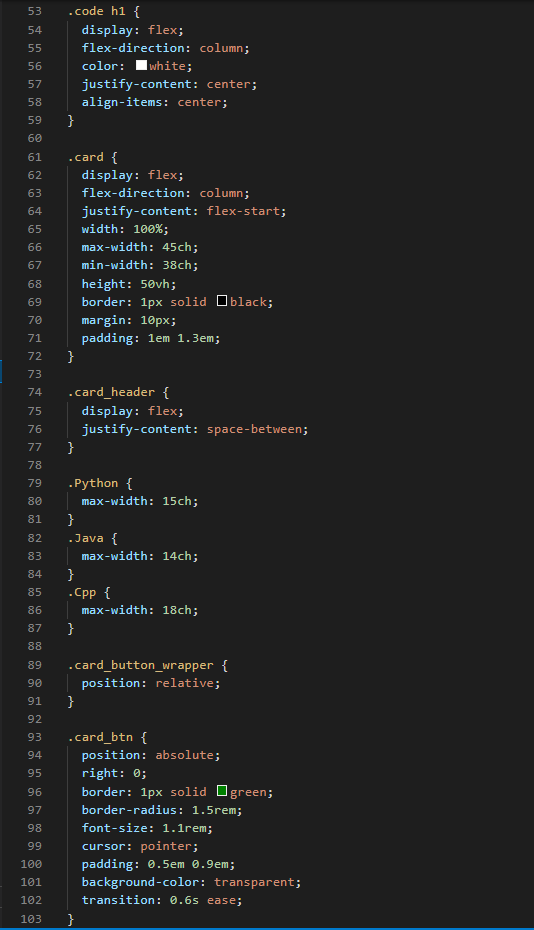 53 .code h1 {
54 display: flex;
55 flex-direction: column;
56 color: white;
57 justify-content: center;
58 align-items: center;
59 }
60
61 .card {
62 display: flex;
63 flex-direction: column;
64 justify-content: flex-start;
65 width: 100%;
66 max-width: 45ch;
67 min-width: 38ch;
68 height: 50vh;
69 border: 1px solid black;
70 margin: 10px;
71 padding: 1em 1.3em;
72 }
73
74 .card_header {
75 display: flex;
76 justify-content: space-between;
77 }
78
79 .Python {
80 max-width: 15ch;
81 }
82 .Java {
83 max-width: 14ch;
84 }
85 .Cpp {
86 max-width: 18ch;
87 }
88
89 .card_button_wrapper {
90 position: relative;
91 }
92
93 .card_btn {
94 position: absolute;
95 right: 0;
96 border: 1px solid green;
97 border-radius: 1.5rem;
98 font-size: 1.1rem;
99 cursor: pointer;
100 padding: 0.5em 0.9em;
101 background-color: transparent;
102 transition: 0.6s ease;
103 }